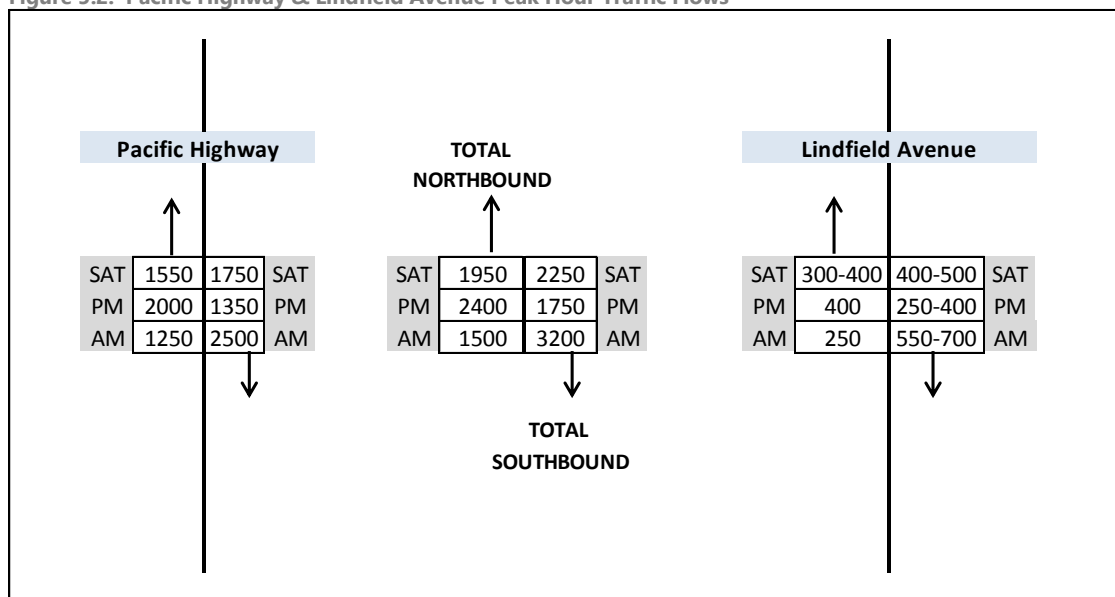 Figure 5.2: Pacific Highway & Lindfield Avenue Peak Hour Traffic Flows
Pacific Highway
TOTAL
NORTHBOUND
Lindfield Avenue
SAT 1550 1750 SAT
PM 2000 1350 PM
AM 1250 2500 AM
SAT 1950 2250 SAT
PM 2400 1750 PM
AM 1500 3200 AM
SAT 300-400 400-500 SAT
PM 400 250-400 PM
AM 250 550-700 AM
TOTAL
SOUTHBOUND